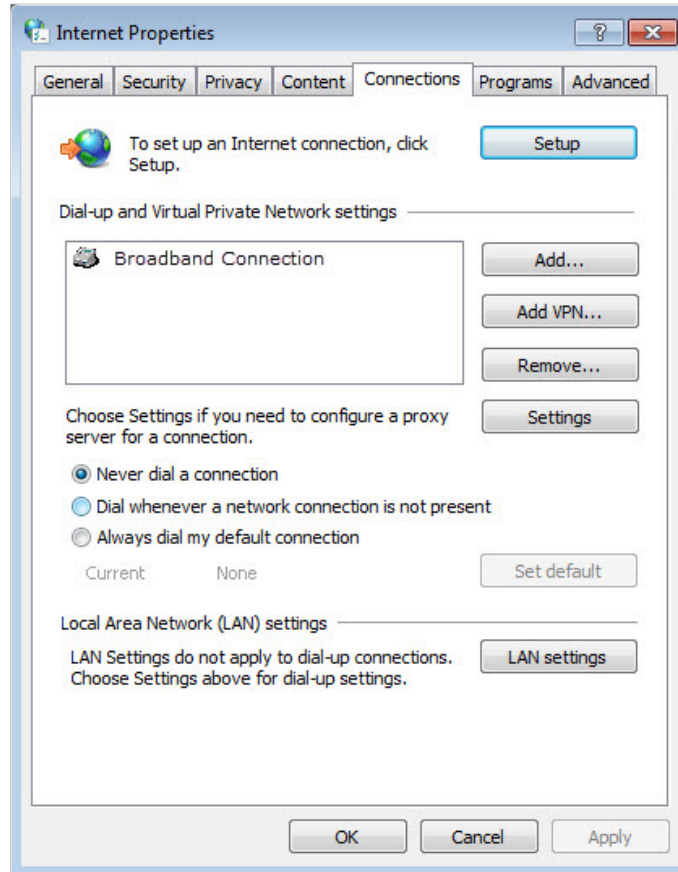 Internet Properties
General Security Privacy Content Connections Programs Advanced
To set up an Internet connection, click
Setup.
Setup
Dial-up and Virtual Private Network settings
Broadband Connection
Add...
Add VPN...
Remove...
Choose Settings if you need to configure a proxy
server for a connection.
Settings
Never dial a connection
Dial whenever a network connection is not present
Always dial my default connection
Current None
Set default
Local Area Network (LAN) settings
LAN Settings do not apply to dial-up connections.
Choose Settings above for dial-up settings.
LAN settings
OK Cancel Apply